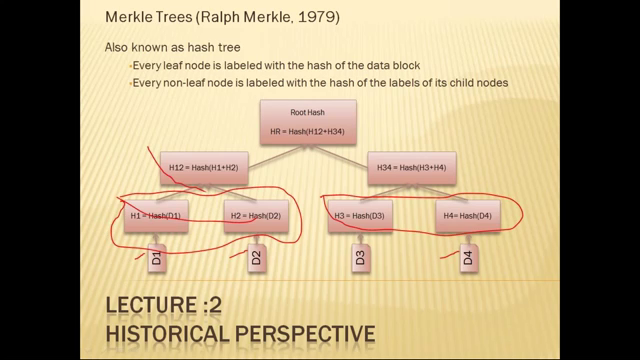 Merkle Trees (Ralph Merkle, 1979)
Also known as hash tree
Every leaf node is labeled with the hash of the data block
Every non-leaf node is labeled with the hash of the labels of its child nodes
Root Hash
HR = Hash(H12+H34)
H12 = Hash(H1+H2)
H34 = Hash(H3+H4)
H1 = Hash(D1)
H2 = Hash(D2)
H3 = Hash(D3)
H4= Hash(D4)
D1
D2
D3
D4
LECTURE :2
HISTORICAL PERSPECTIVE